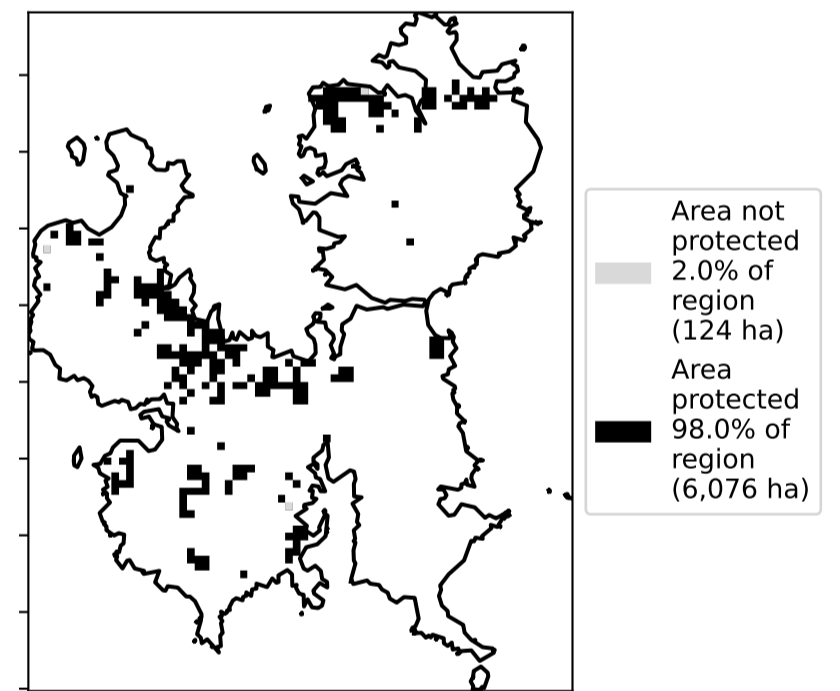 Area not
protected
2.0% of
region
(124 ha)
Area
protected
98.0% of
region
(6,076 ha)